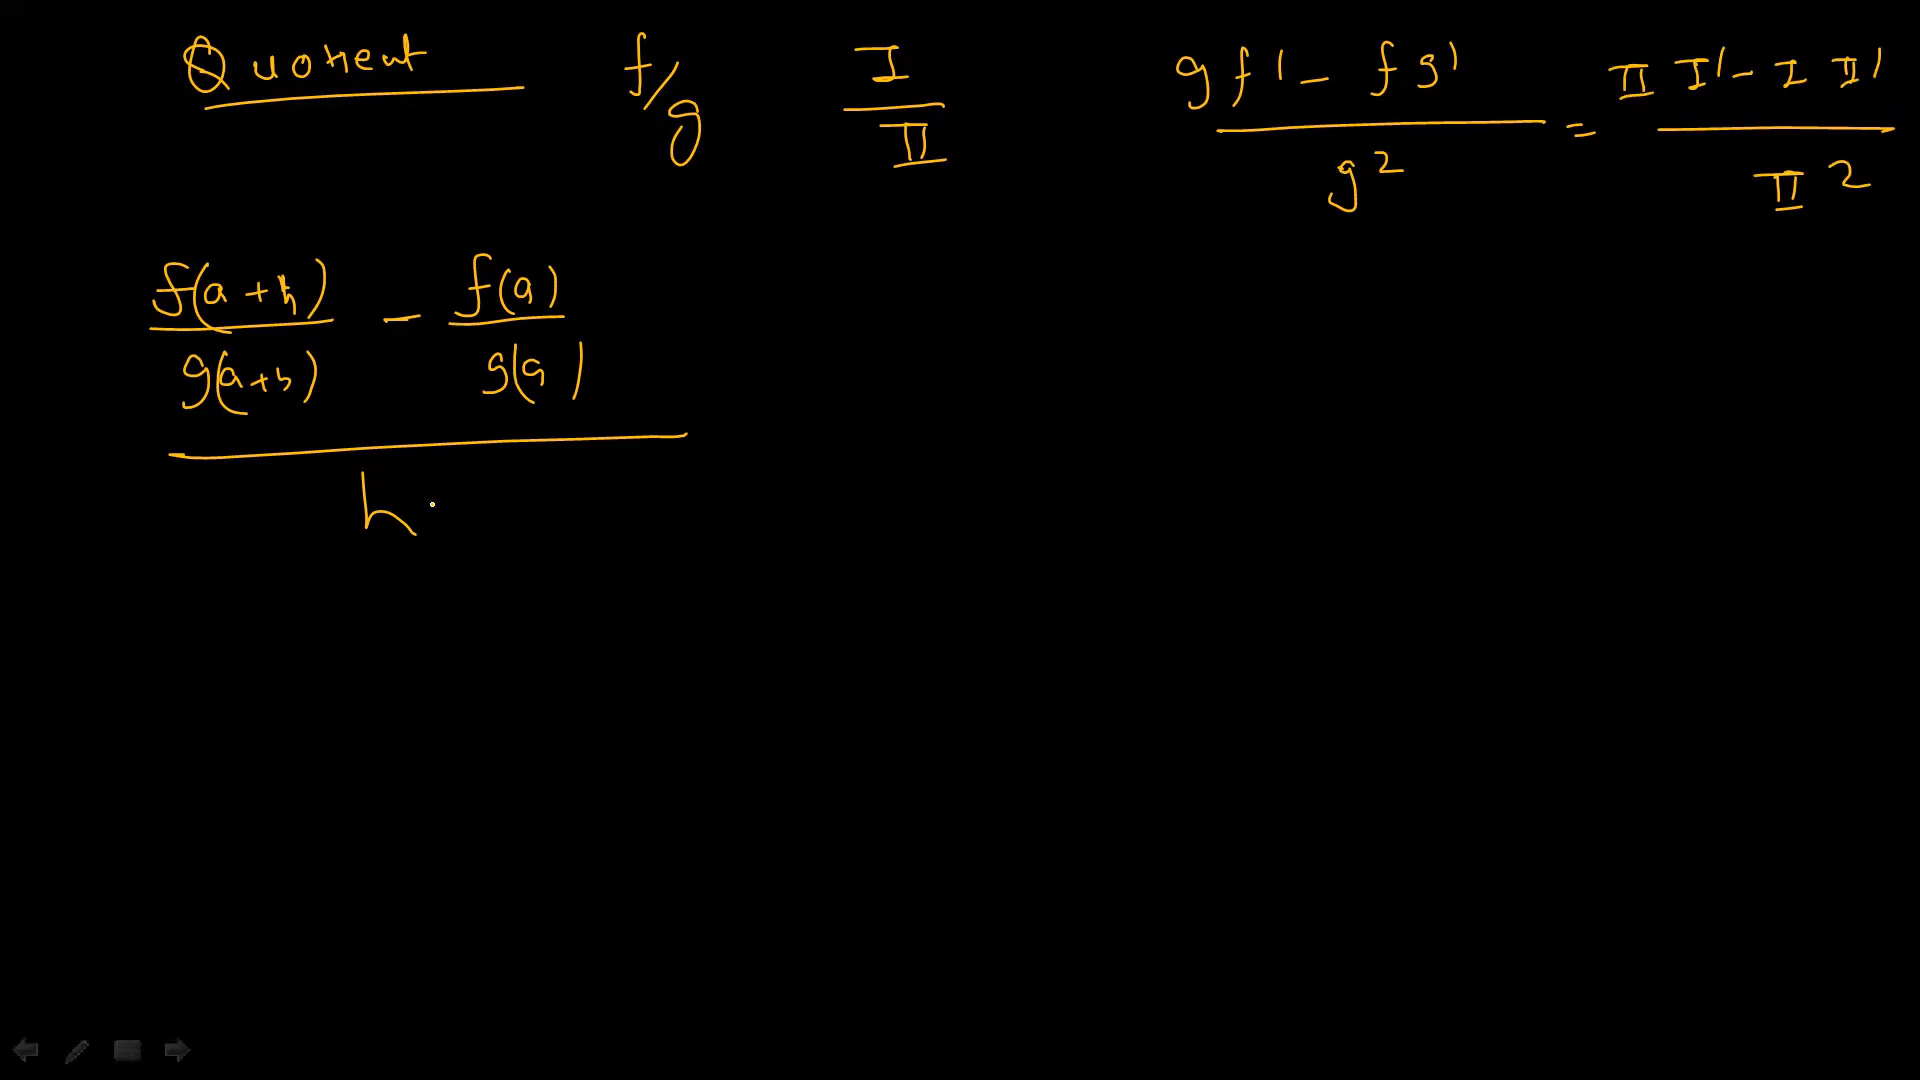 Quotient f/g I/II (gf' - fg')/g² = (II I' - I II')/II²
(f(a+h)/g(a+h) - f(a)/g(a))/h